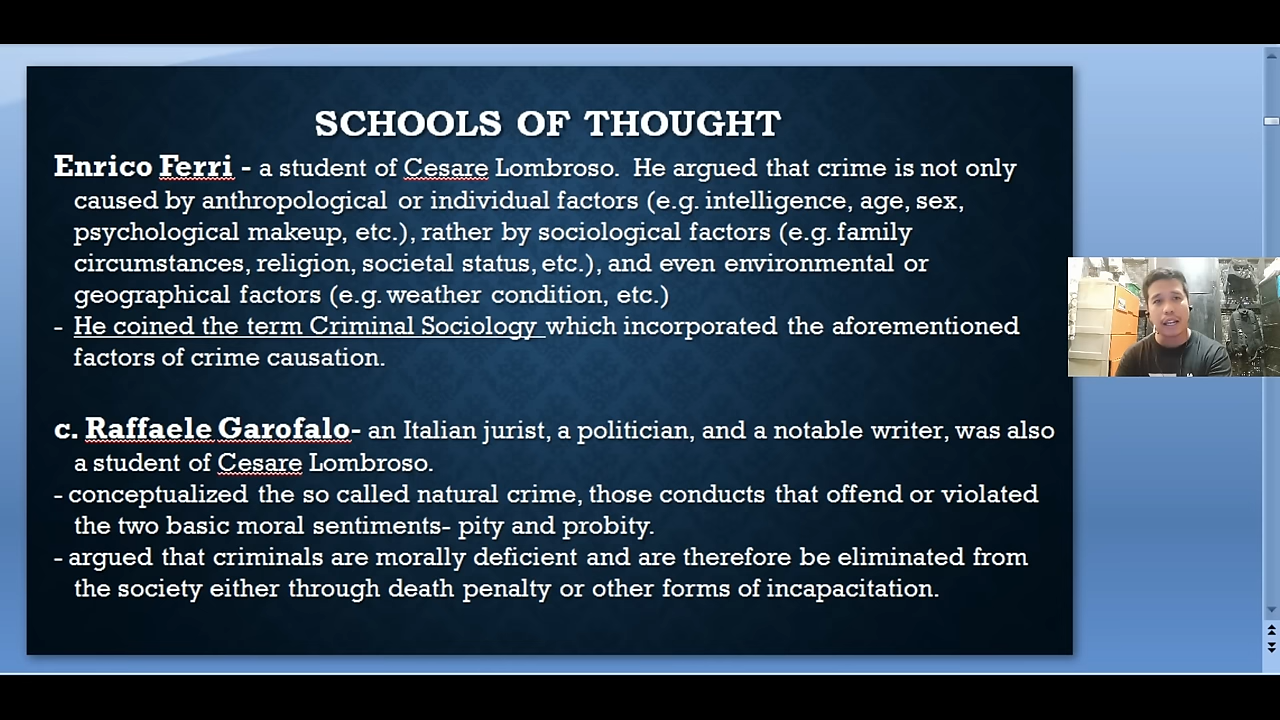 SCHOOLS OF THOUGHT
Enrico Ferri - a student of Cesare Lombroso.  He argued that crime is not only
caused by anthropological or individual factors (e.g. intelligence, age, sex,
psychological makeup, etc.), rather by sociological factors (e.g. family
circumstances, religion, societal status, etc.), and even environmental or
geographical factors (e.g. weather condition, etc.)
- He coined the term Criminal Sociology which incorporated the aforementioned
factors of crime causation.
c. Raffaele Garofalo- an Italian jurist, a politician, and a notable writer, was also
a student of Cesare Lombroso.
- conceptualized the so called natural crime, those conducts that offend or violated
the two basic moral sentiments- pity and probity.
- argued that criminals are morally deficient and are therefore be eliminated from
the society either through death penalty or other forms of incapacitation.